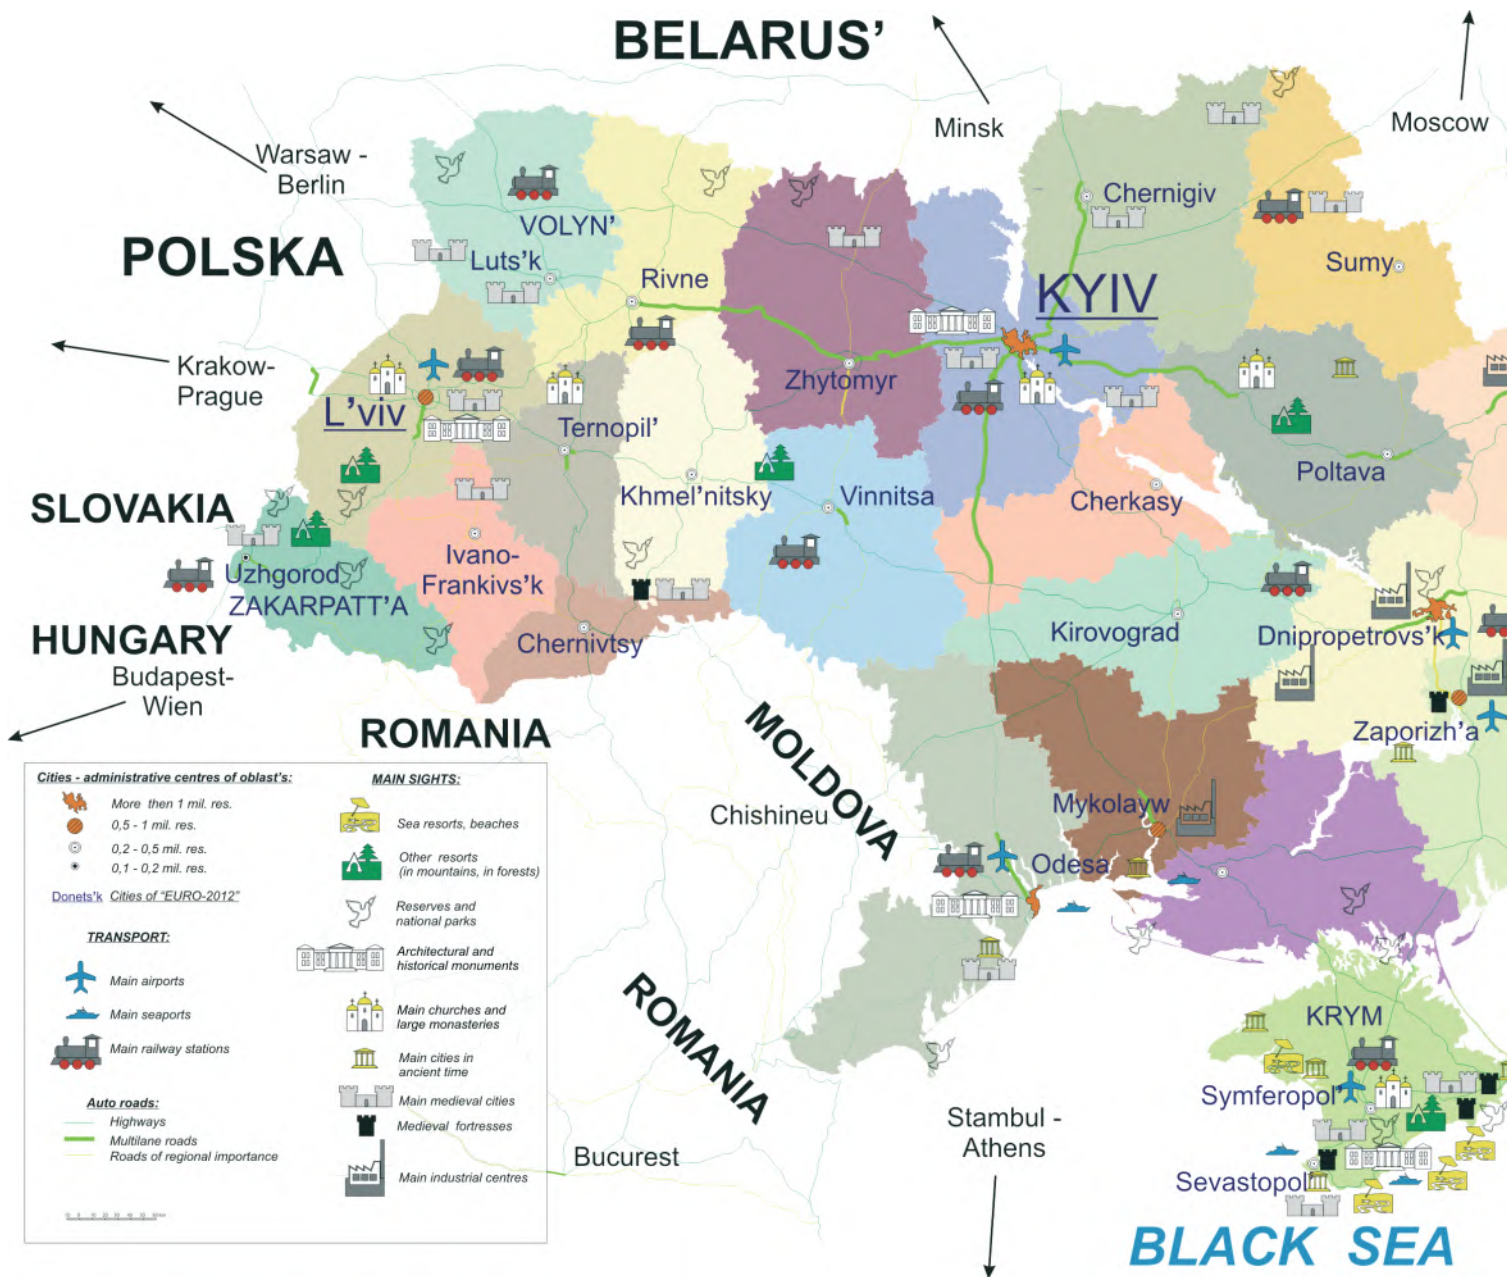 BELARUS'
Minsk
Moscow
Warsaw -
Berlin
Chernigiv
VOLYN'
POLSKA
Luts'k
Rivne
KYIV
Sumy
Krakow-
Prague
Zhytomyr
L'viv
Ternopil'
Poltava
SLOVAKIA
Khmel'nitsky
Vinnitsa
Cherkasy
Ivano-
Frankivs'k
Uzhgorod
ZAKARPATT'A
HUNGARY
Chernivtsy
Kirovograd
Dnipropetrovs'k
Budapest-
Wien
ROMANIA
MOLDOVA
Zaporizh'a
Chishineu
Mykolayw
Odesa
ROMANIA
KRYM
Symferopol'
Stambul -
Athens
Bucurest
Sevastopol'
BLACK SEA
Cities - administrative centres of oblast's:
More then 1 mil. res.
0,5 - 1 mil. res.
0,2 - 0,5 mil. res.
0,1 - 0,2 mil. res.
Donets'k Cities of "EURO-2012"
TRANSPORT:
Main airports
Main seaports
Main railway stations
Auto roads:
Highways
Multilane roads
Roads of regional importance
MAIN SIGHTS:
Sea resorts, beaches
Other resorts
(in mountains, in forests)
Reserves and
national parks
Architectural and
historical monuments
Main churches and
large monasteries
Main cities in
ancient time
Main medieval cities
Medieval fortresses
Main industrial centres